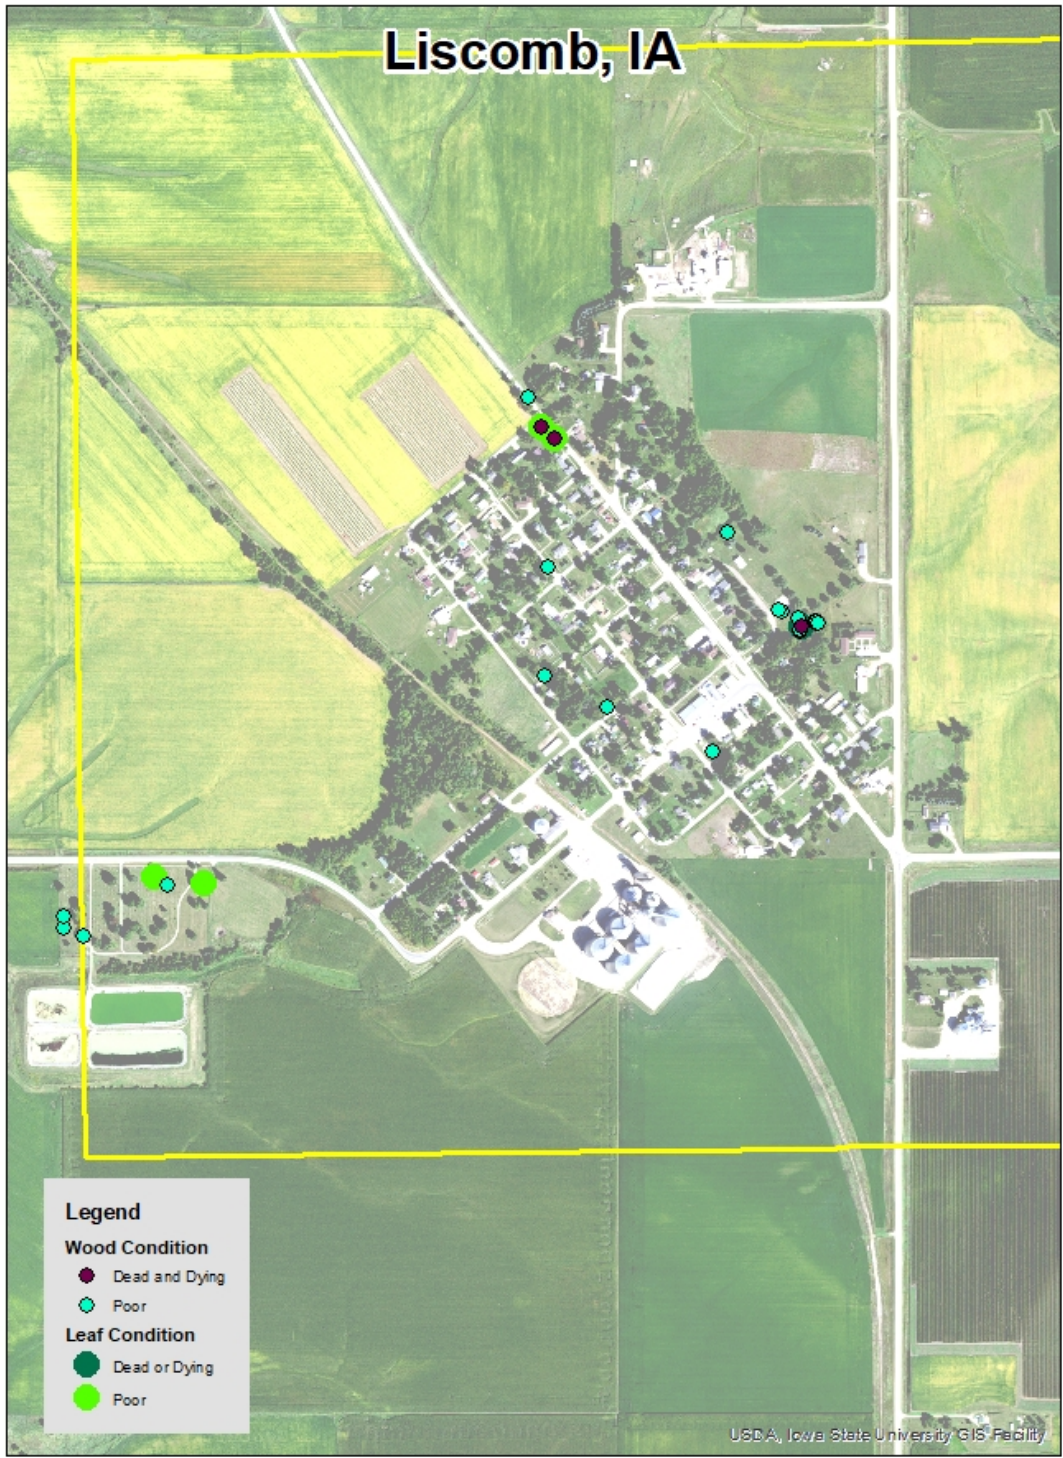 Liscomb, IA
Legend
Wood Condition
Dead and Dying
Poor
Leaf Condition
Dead or Dying
Poor
USDA, Iowa State University GIS Facility